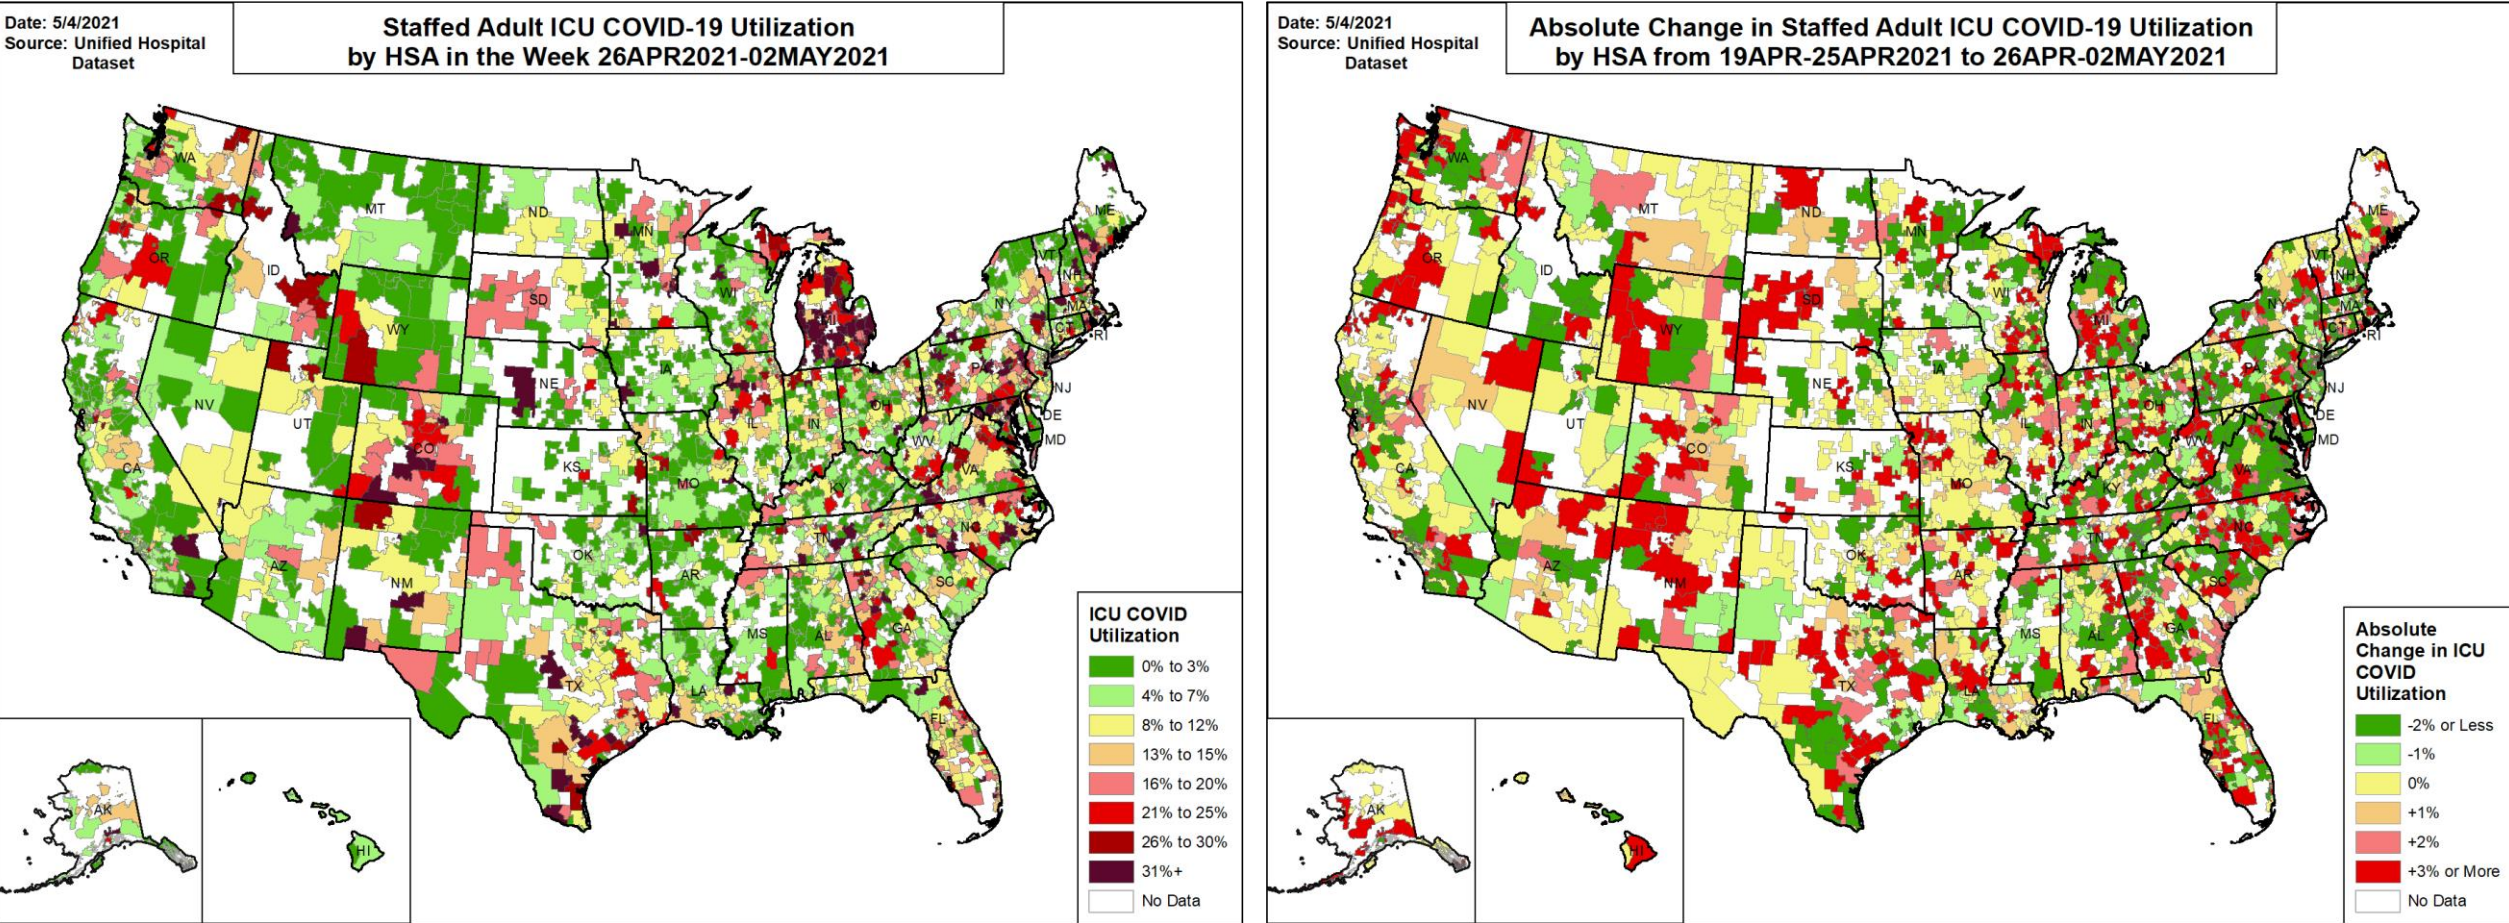 Date: 5/4/2021
Source: Unified Hospital
Dataset
Staffed Adult ICU COVID-19 Utilization
by HSA in the Week 26APR2021-02MAY2021
WA
MT
ND
MN
ME
OR
ID
SD
WI
VT
NH
NY
MA
CT
RI
WY
MI
IA
NE
PA
NJ
NV
UT
CO
IL
IN
OH
DE
MD
WV
VA
CA
KS
MO
KY
NC
TN
AZ
NM
OK
AR
SC
MS
AL
GA
TX
LA
FL
AK
HI
ICU COVID
Utilization
0% to 3%
4% to 7%
8% to 12%
13% to 15%
16% to 20%
21% to 25%
26% to 30%
31%+
No Data
Date: 5/4/2021
Source: Unified Hospital
Dataset
Absolute Change in Staffed Adult ICU COVID-19 Utilization
by HSA from 19APR-25APR2021 to 26APR-02MAY2021
WA
MT
ND
MN
ME
OR
ID
SD
WI
VT
NH
NY
MA
CT
RI
WY
MI
IA
NE
PA
NJ
NV
UT
CO
IL
IN
OH
DE
MD
WV
VA
CA
KS
MO
KY
NC
TN
AZ
NM
OK
AR
SC
MS
AL
GA
TX
LA
FL
AK
HI
Absolute
Change in ICU
COVID
Utilization
-2% or Less
-1%
0%
+1%
+2%
+3% or More
No Data